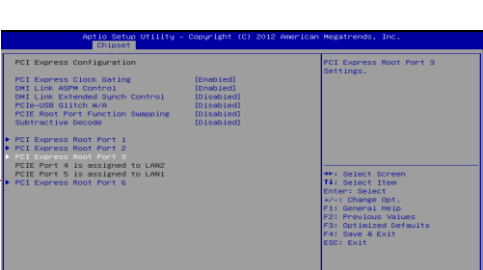 Aptio Setup Utility – Copyright (C) 2012 American Megatrends, Inc.
Chipset
PCI Express Configuration
PCI Express Clock Gating [Enabled]
DMI Link ASPM Control [Enabled]
DMI Link Extended Synch Control [Disabled]
PCIe-USB Glitch W/A [Disabled]
PCIE Root Port Function Swapping [Disabled]
Subtractive Decode [Disabled]
PCI Express Root Port 1
PCI Express Root Port 2
PCI Express Root Port 3
PCIE Port 4 is assigned to LAN2
PCIE Port 5 is assigned to LAN1
PCI Express Root Port 6
PCI Express Root Port 3
Settings.
→←: Select Screen
↑↓: Select Item
Enter: Select
+/-: Change Opt.
F1: General Help
F2: Previous Values
F3: Optimized Defaults
F4: Save & Exit
ESC: Exit